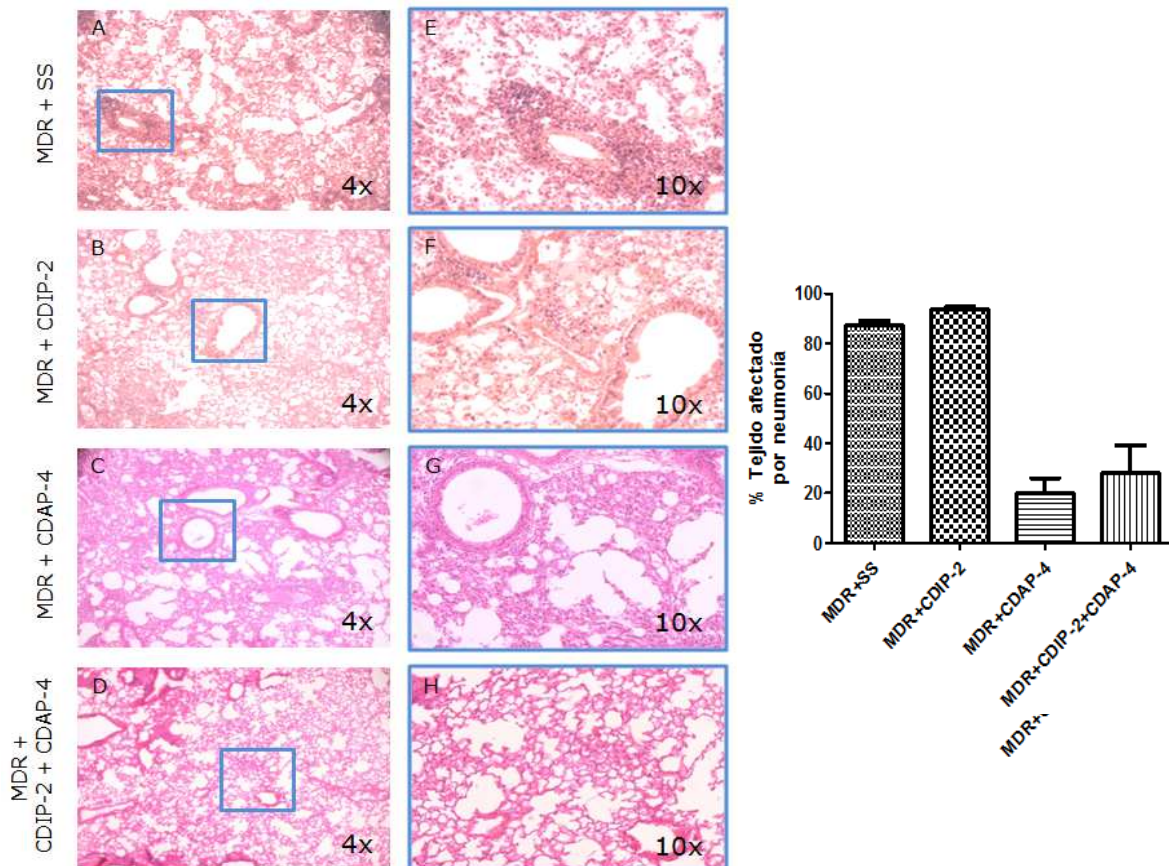 MDR + SS
A
4x
E
10x
MDR + CDIP-2
B
4x
F
10x
MDR + CDAP-4
C
4x
G
10x
MDR +
CDIP-2 + CDAP-4
D
4x
H
10x
% Tejido afectado
por neumonía
100
80
60
40
20
0
MDR+SS
MDR+CDIP-2
MDR+CDAP-4
MDR+CDIP-2+CDAP-4